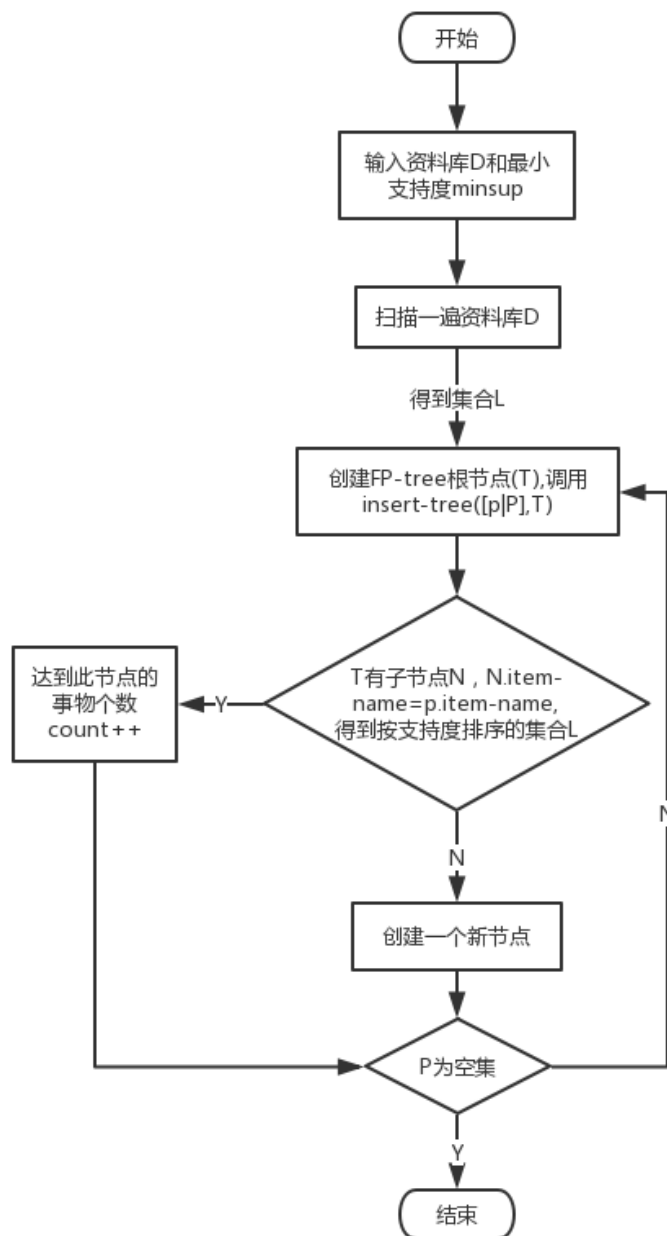 开始
输入资料库D和最小
支持度minsup
扫描一遍资料库D
得到集合L
创建FP-tree根节点(T),调用
insert-tree([p|P],T)
T有子节点N，N.item-
name=p.item-name,
得到按支持度排序的集合L
Y
达到此节点的
事物个数
count++
N
N
创建一个新节点
P为空集
Y
结束